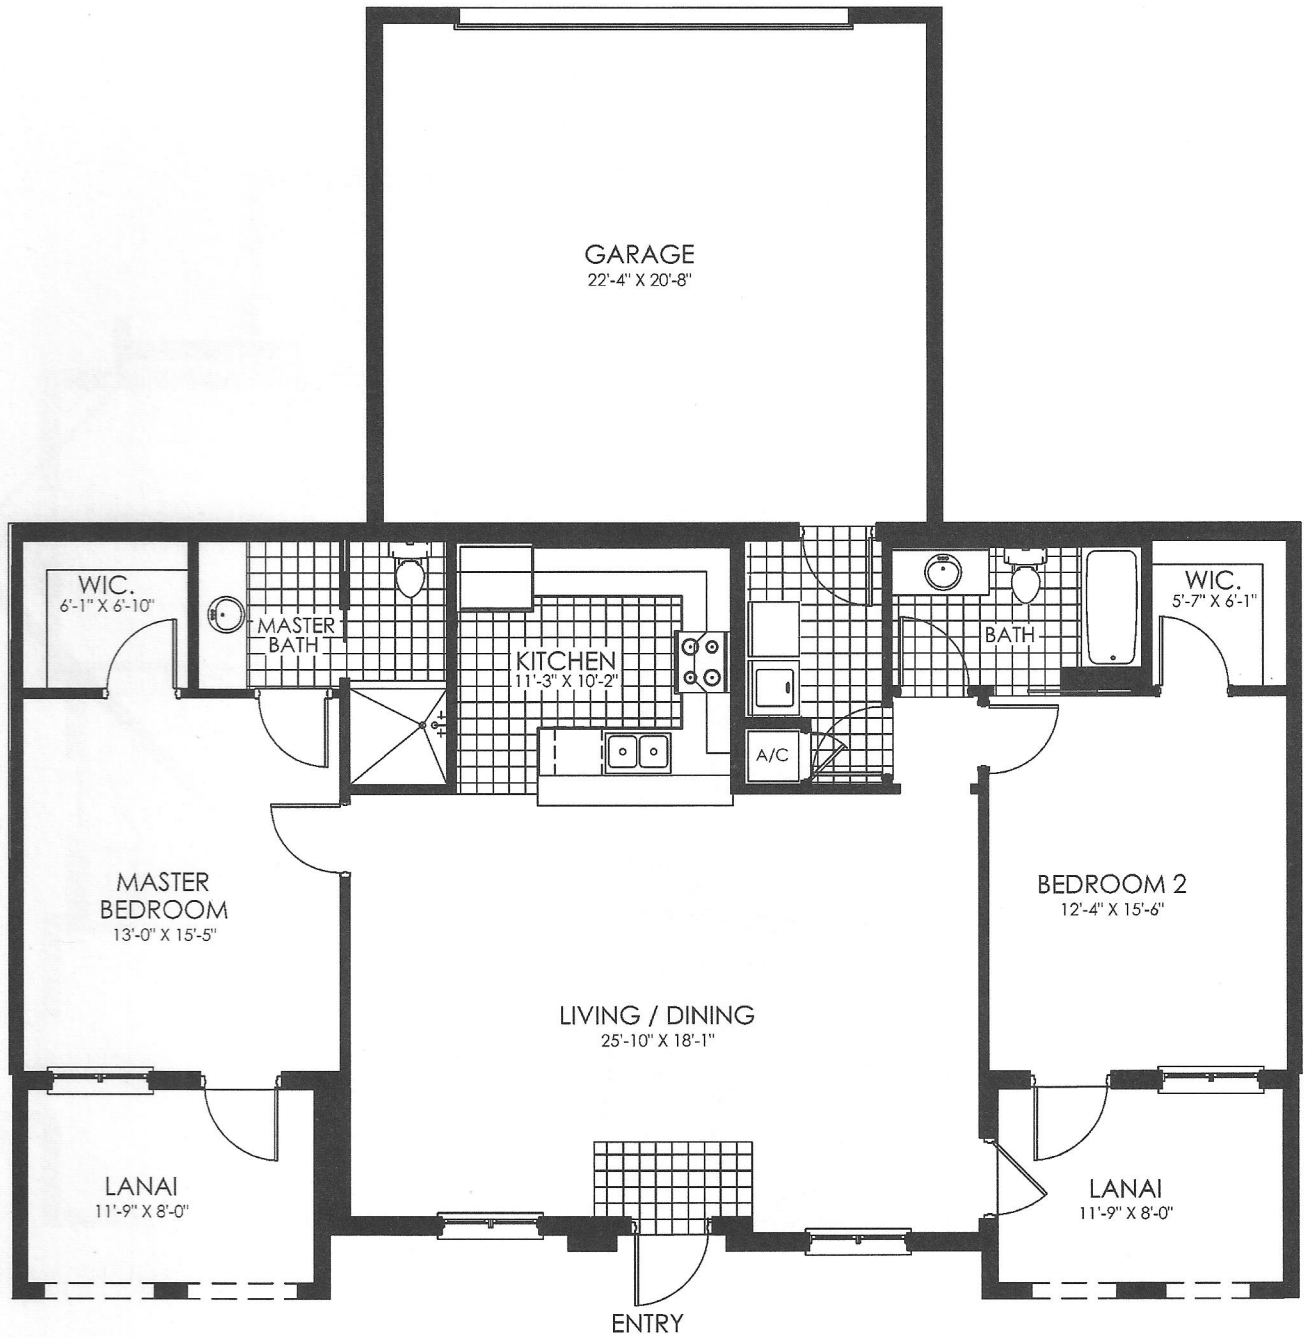 GARAGE
22'-4" X 20'-8"
WIC.
6'-1" X 6'-10"
MASTER
BATH
KITCHEN
11'-3" X 10'-2"
A/C
BATH
WIC.
5'-7" X 6'-1"
MASTER
BEDROOM
13'-0" X 15'-5"
BEDROOM 2
12'-4" X 15'-6"
LIVING / DINING
25'-10" X 18'-1"
LANAI
11'-9" X 8'-0"
LANAI
11'-9" X 8'-0"
ENTRY